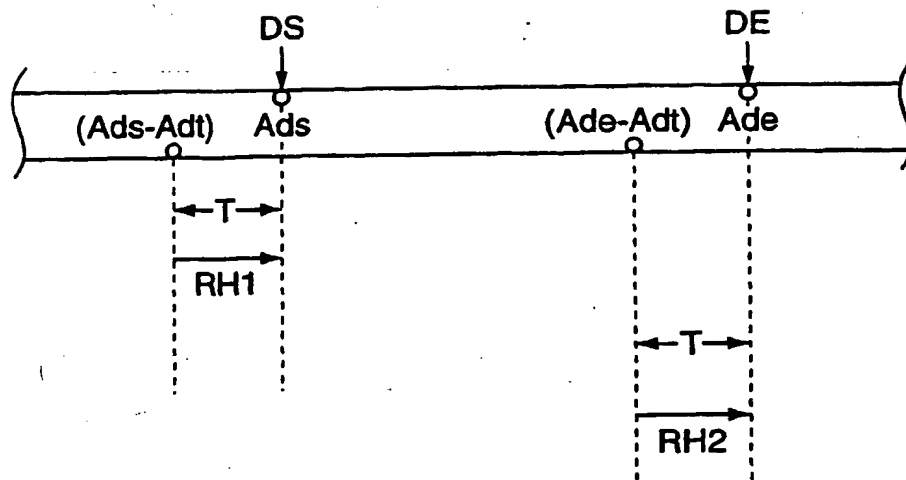 DS DE
(Ads-Adt) Ads (Ade-Adt) Ade
T
RH1
T
RH2